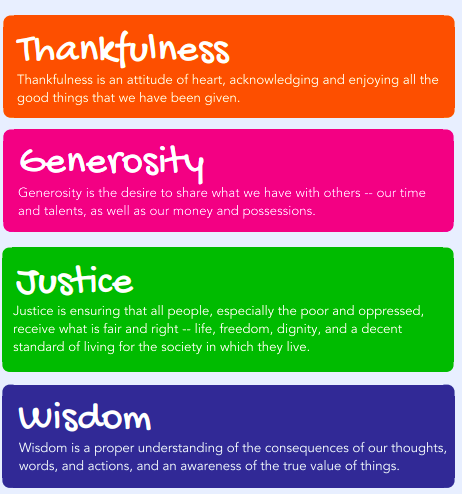 Thankfulness
Thankfulness is an attitude of heart, acknowledging and enjoying all the
good things that we have been given.
Generosity
Generosity is the desire to share what we have with others -- our time
and talents, as well as our money and possessions.
Justice
Justice is ensuring that all people, especially the poor and oppressed,
receive what is fair and right -- life, freedom, dignity, and a decent
standard of living for the society in which they live.
Wisdom
Wisdom is a proper understanding of the consequences of our thoughts,
words, and actions, and an awareness of the true value of things.